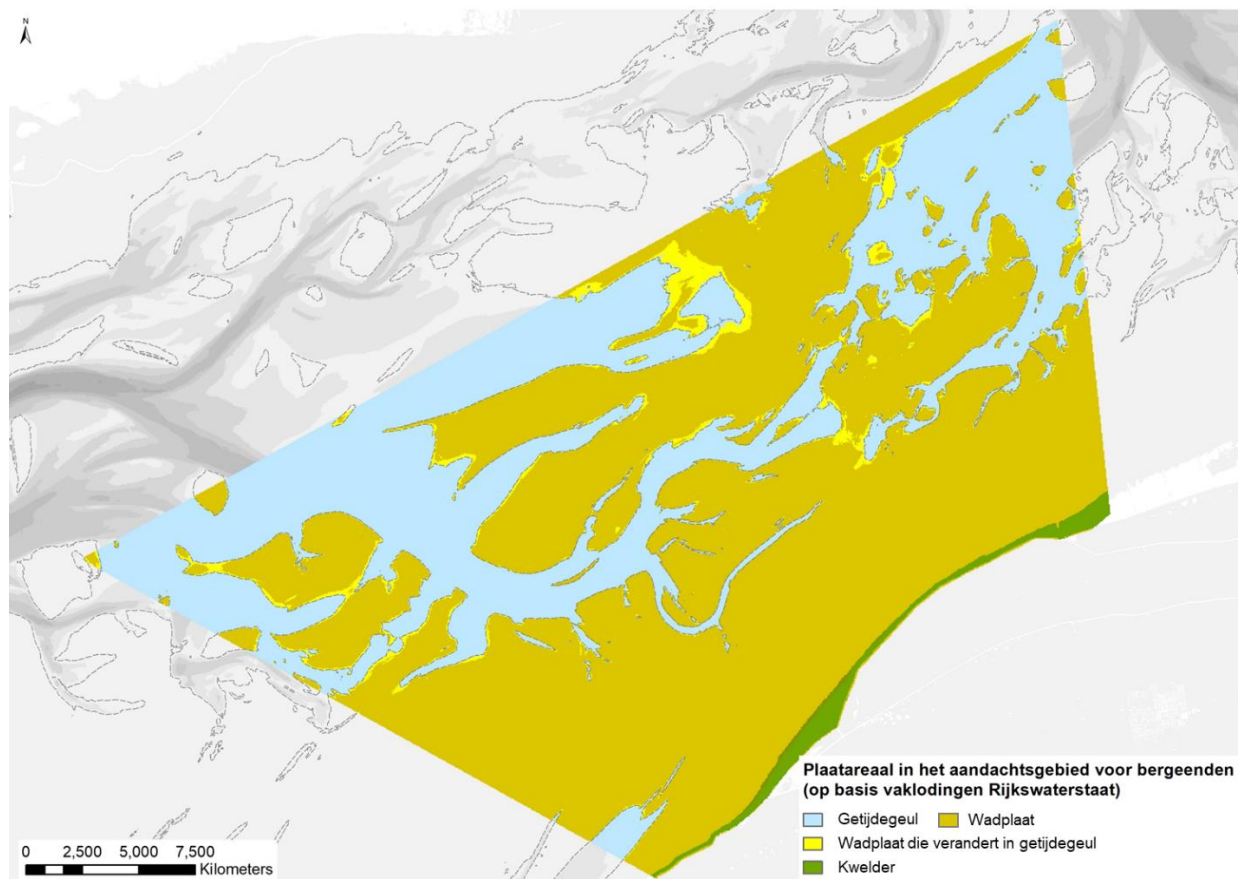 N
Plaatareaal in het aandachtsgebied voor bergeenden
(op basis vaklodingen Rijkswaterstaat)
Getijdegeul Wadplaat
Wadplaat die verandert in getijdegeul
Kwelder
0 2,500 5,000 7,500
Kilometers